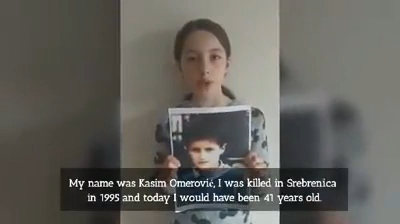 My name was Kasim Omerović, I was killed in Srebrenica
in 1995 and today I would have been 41 years old.